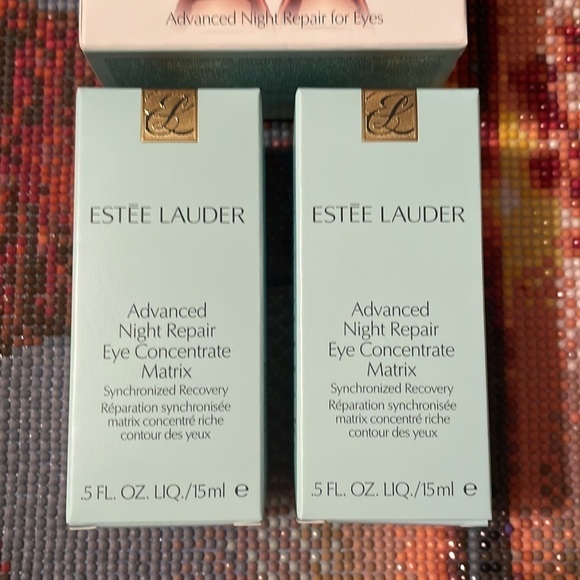 Advanced Night Repair for Eyes
ESTĒE LAUDER
Advanced
Night Repair
Eye Concentrate
Matrix
Synchronized Recovery
Réparation synchronisée
matrix concentré riche
contour des yeux
.5 FL. OZ. LIQ./15ml e
ESTĒE LAUDER
Advanced
Night Repair
Eye Concentrate
Matrix
Synchronized Recovery
Réparation synchronisée
matrix concentré riche
contour des yeux
.5 FL. OZ. LIQ./15ml e